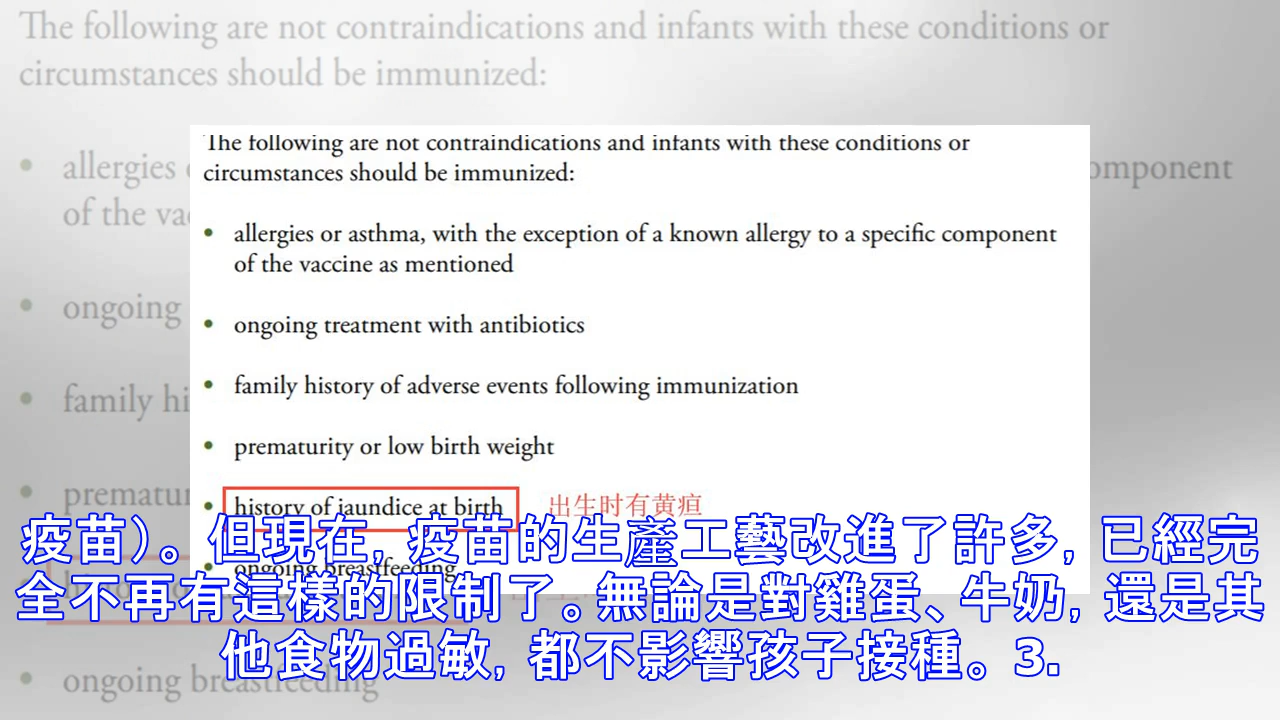 The following are not contraindications and infants with these conditions or
circumstances should be immunized:
allergies
component
of the
ongoing
family
ongoing breastfeeding
The following are not contraindications and infants with these conditions or
circumstances should be immunized:
• allergies or asthma, with the exception of a known allergy to a specific component
of the vaccine as mentioned
• ongoing treatment with antibiotics
• family history of adverse events following immunization
• prematurity or low birth weight
• history of jaundice at birth 出生时有黄疸
• ongoing breastfeeding
疫苗)。但現在, 疫苗的生產工藝改進了許多, 已經完
全不再有這樣的限制了。無論是對雞蛋、牛奶, 還是其
他食物過敏, 都不影響孩子接種。3.